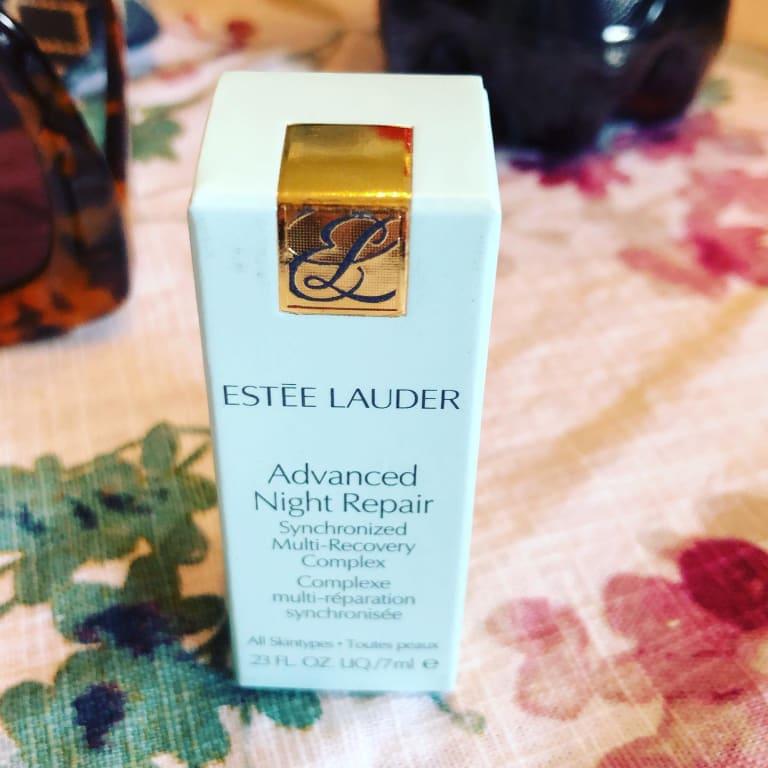 EL
ESTĒE LAUDER
Advanced
Night Repair
Synchronized
Multi-Recovery
Complex
Complexe
multi-réparation
synchronisée
All Skintypes • Toutes peaux
.23 FL. OZ. LIQ./7ml ℮